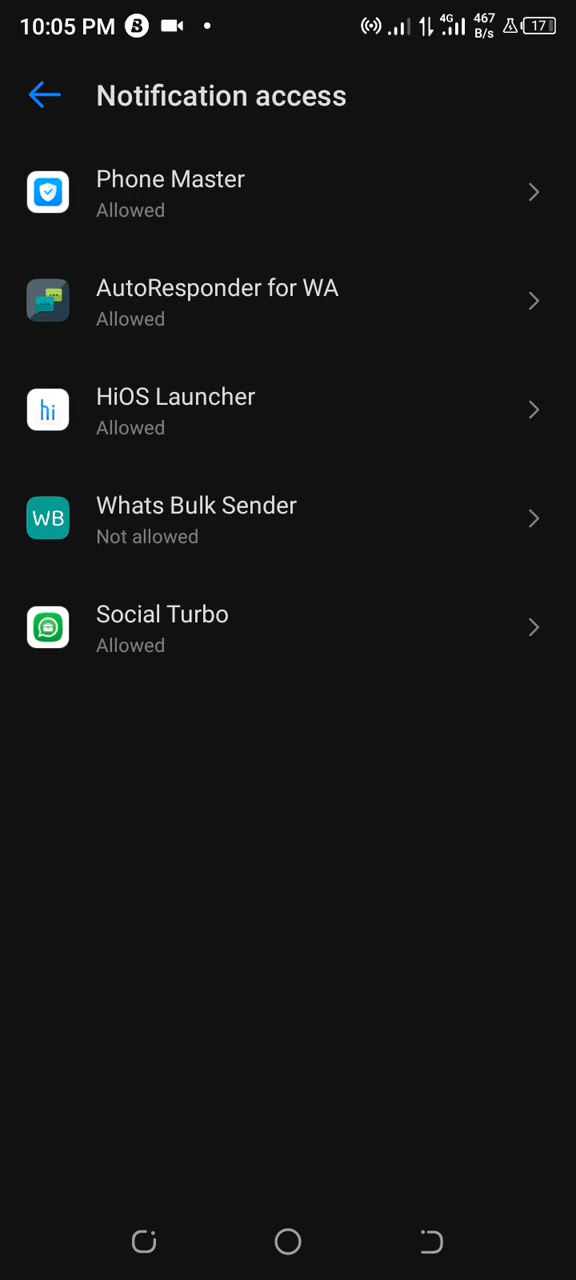 10:05 PM 4G 467 B/s 17
Notification access
Phone Master
Allowed
AutoResponder for WA
Allowed
hi
HiOS Launcher
Allowed
WB
Whats Bulk Sender
Not allowed
Social Turbo
Allowed